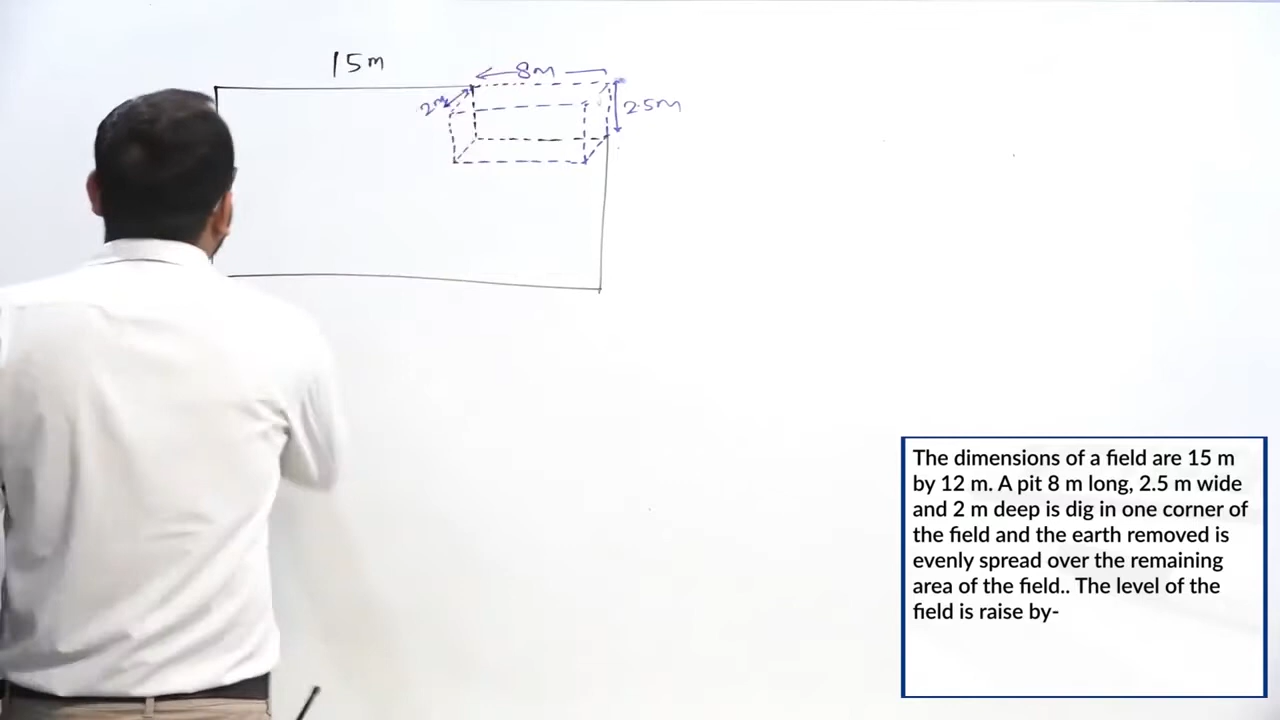 15m
8m
2m
2.5m
The dimensions of a field are 15 m
by 12 m. A pit 8 m long, 2.5 m wide
and 2 m deep is dig in one corner of
the field and the earth removed is
evenly spread over the remaining
area of the field.. The level of the
field is raise by-